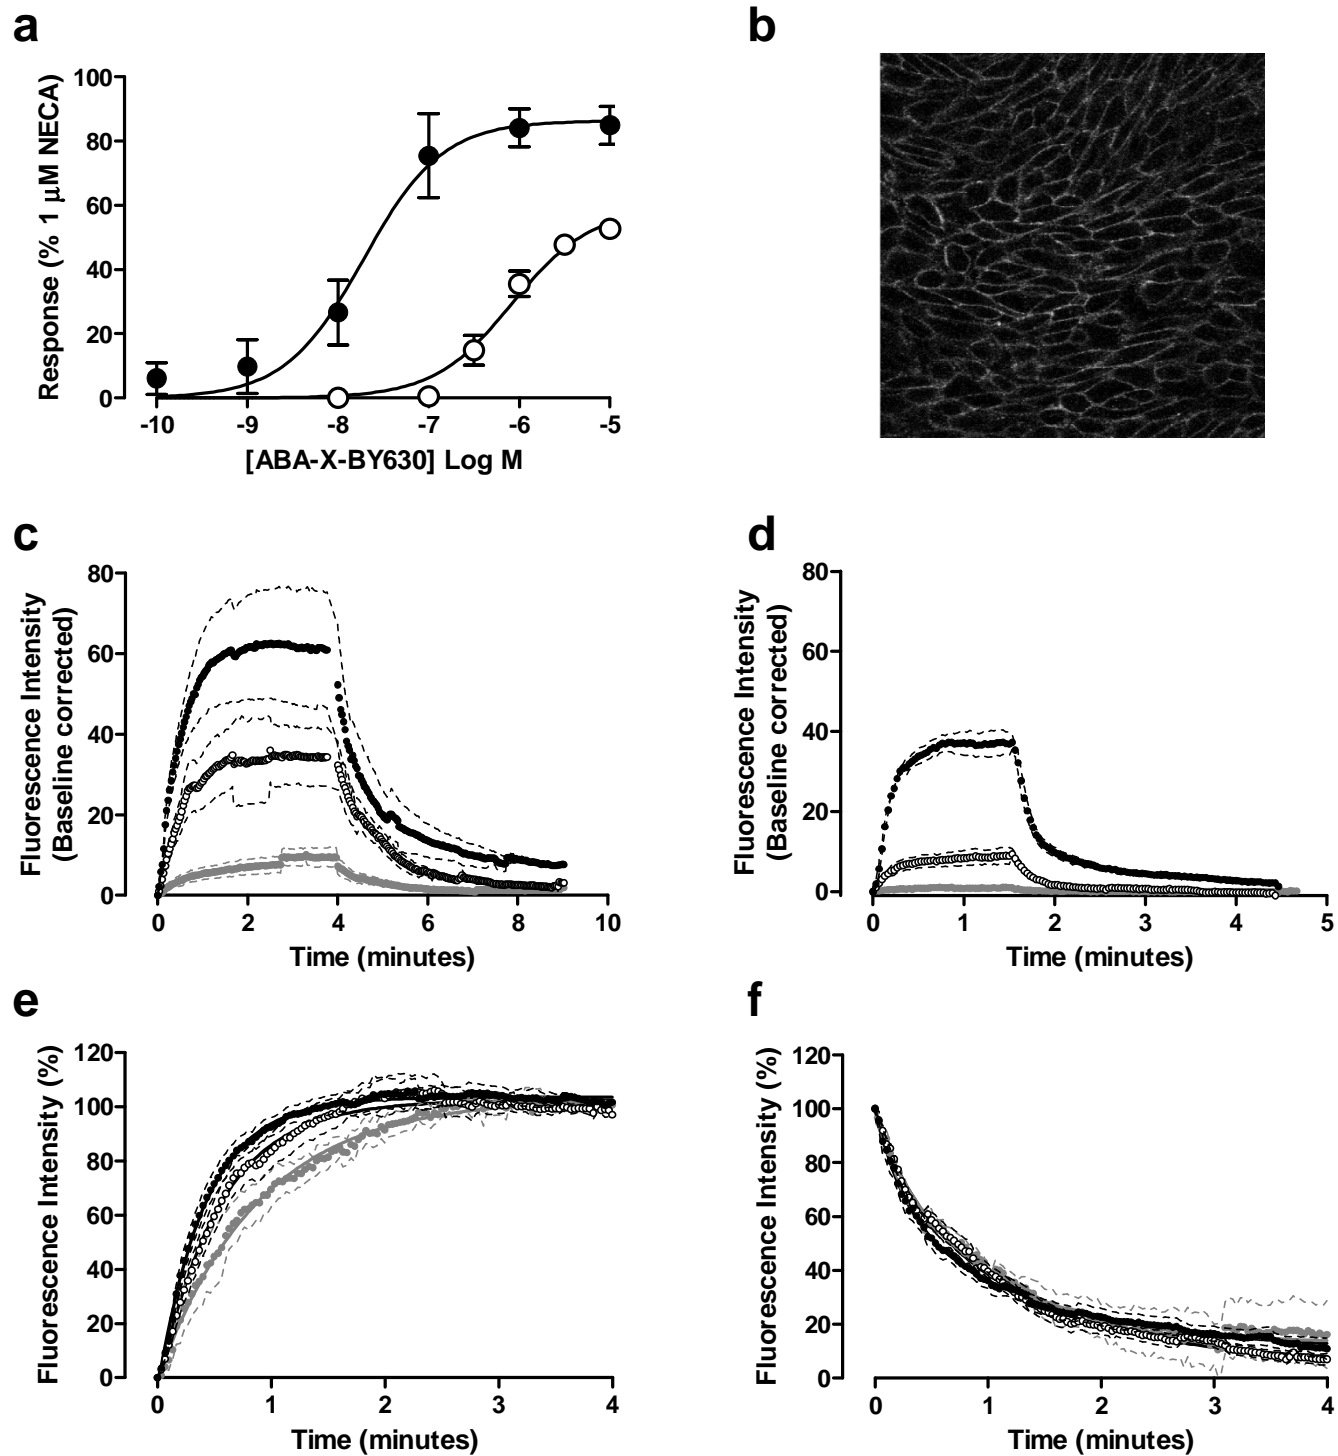 a
100
80
60
40
20
0
Response (% 1 μM NECA)
-10 -9 -8 -7 -6 -5
[ABA-X-BY630] Log M
b
c
80
60
40
20
0
Fluorescence Intensity
(Baseline corrected)
0 2 4 6 8 10
Time (minutes)
d
80
60
40
20
0
Fluorescence Intensity
(Baseline corrected)
0 1 2 3 4 5
Time (minutes)
e
120
100
80
60
40
20
0
Fluorescence Intensity (%)
0 1 2 3 4
Time (minutes)
f
120
100
80
60
40
20
0
Fluorescence Intensity (%)
0 1 2 3 4
Time (minutes)